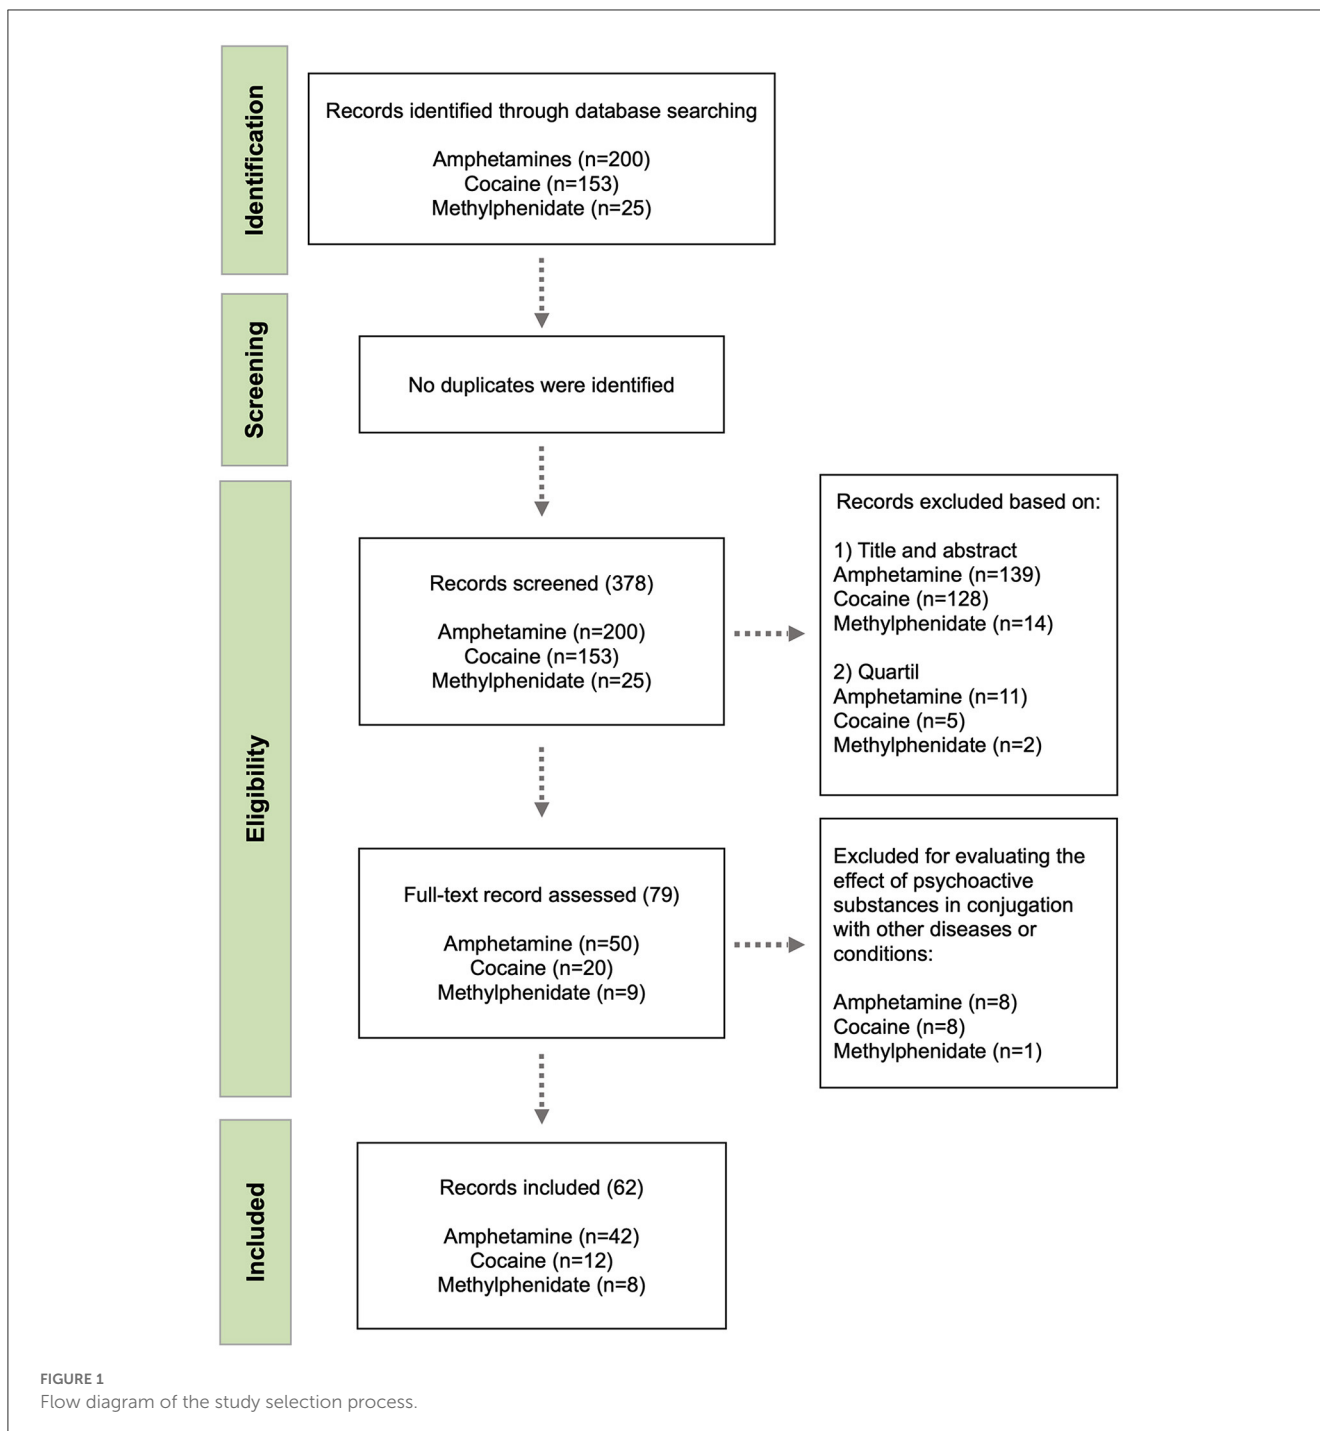 Identification
Records identified through database searching
Amphetamines (n=200)
Cocaine (n=153)
Methylphenidate (n=25)
Screening
No duplicates were identified
Eligibility
Records screened (378)
Amphetamine (n=200)
Cocaine (n=153)
Methylphenidate (n=25)
Records excluded based on:
1) Title and abstract
Amphetamine (n=139)
Cocaine (n=128)
Methylphenidate (n=14)
2) Quartil
Amphetamine (n=11)
Cocaine (n=5)
Methylphenidate (n=2)
Full-text record assessed (79)
Amphetamine (n=50)
Cocaine (n=20)
Methylphenidate (n=9)
Excluded for evaluating the
effect of psychoactive
substances in conjugation
with other diseases or
conditions:
Amphetamine (n=8)
Cocaine (n=8)
Methylphenidate (n=1)
Included
Records included (62)
Amphetamine (n=42)
Cocaine (n=12)
Methylphenidate (n=8)
FIGURE 1
Flow diagram of the study selection process.